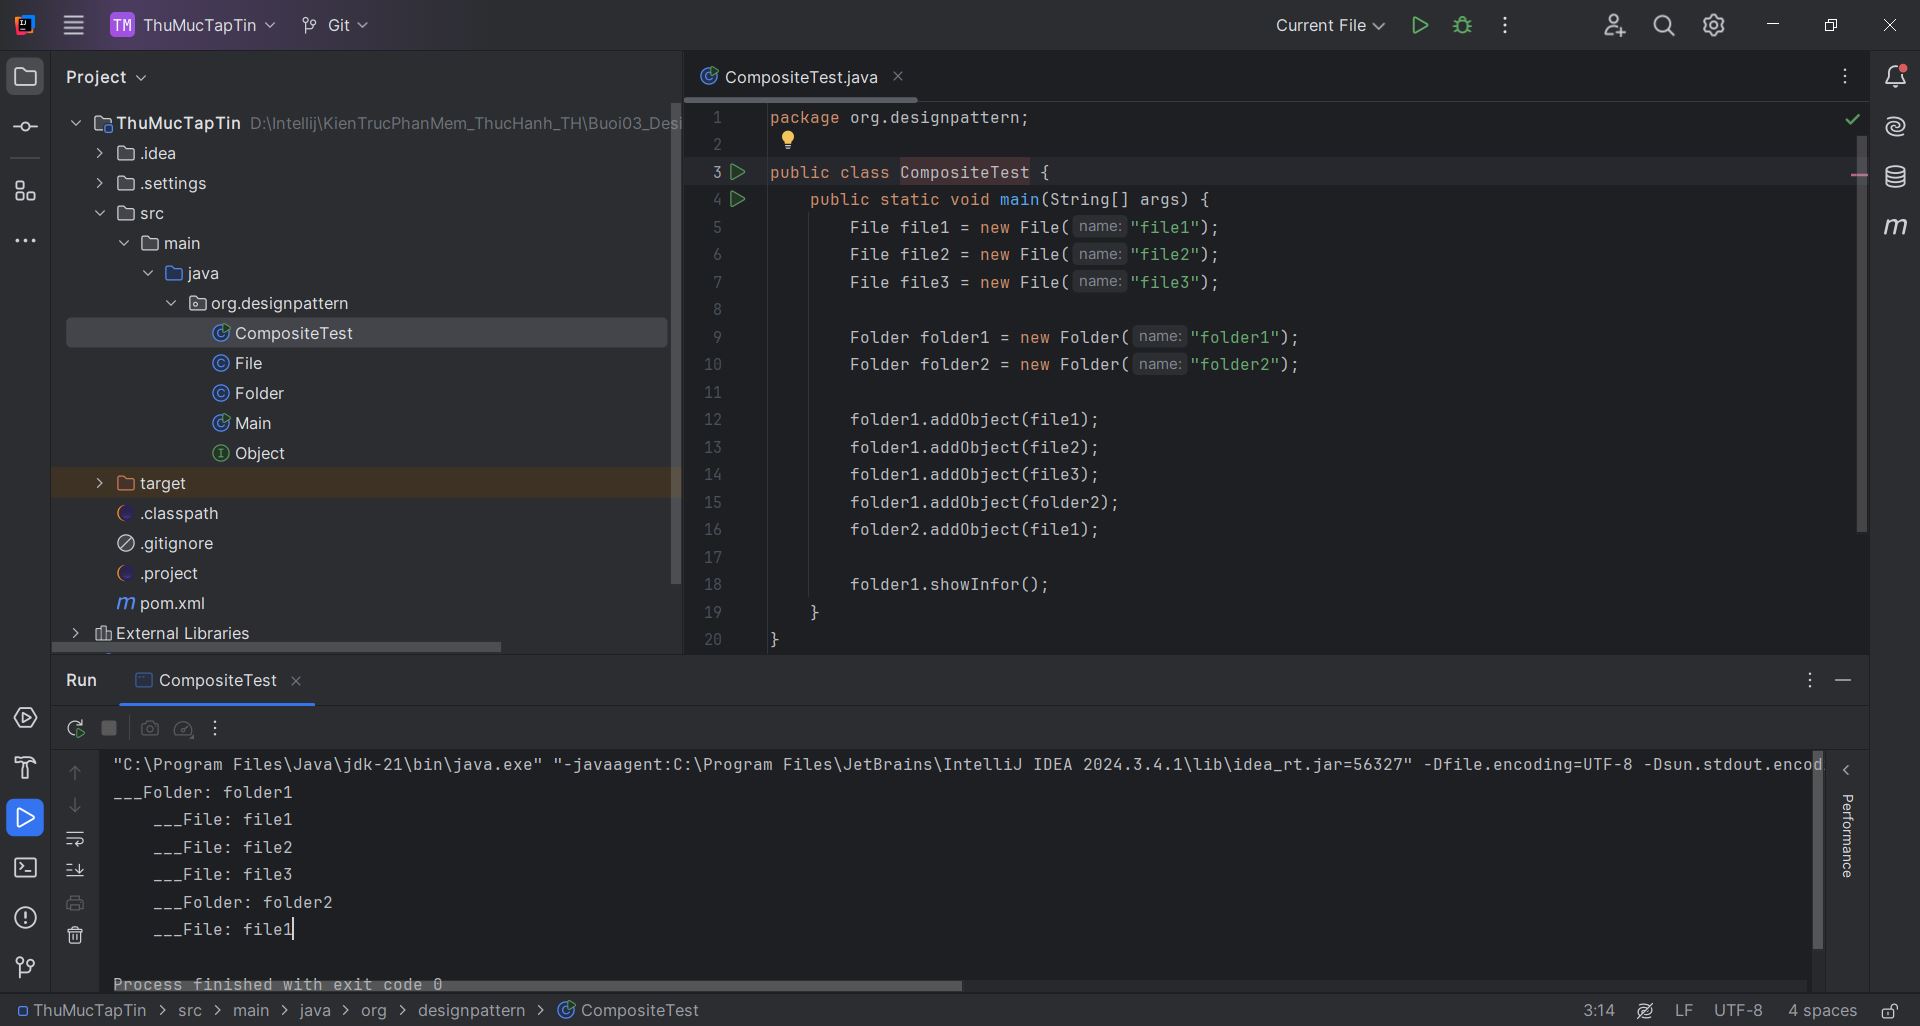 TM ThuMucTapTin Git Current File
Project
CompositeTest.java
ThuMucTapTin D:\Intellij\KienTrucPhanMem_ThucHanh_TH\Buoi03_Desi
.idea
.settings
src
main
java
org.designpattern
CompositeTest
File
Folder
Main
Object
target
.classpath
.gitignore
.project
m pom.xml
External Libraries
1 package org.designpattern;
2
3 public class CompositeTest {
4 public static void main(String[] args) {
5 File file1 = new File( name: "file1");
6 File file2 = new File( name: "file2");
7 File file3 = new File( name: "file3");
8
9 Folder folder1 = new Folder( name: "folder1");
10 Folder folder2 = new Folder( name: "folder2");
11
12 folder1.addObject(file1);
13 folder1.addObject(file2);
14 folder1.addObject(file3);
15 folder1.addObject(folder2);
16 folder2.addObject(file1);
17
18 folder1.showInfor();
19 }
20 }
m
Run CompositeTest
"C:\Program Files\Java\jdk-21\bin\java.exe" "-javaagent:C:\Program Files\JetBrains\IntelliJ IDEA 2024.3.4.1\lib\idea_rt.jar=56327" -Dfile.encoding=UTF-8 -Dsun.stdout.encod
___Folder: folder1
___File: file1
___File: file2
___File: file3
___Folder: folder2
___File: file1
Process finished with exit code 0
Performance
ThuMucTapTin > src > main > java > org > designpattern > CompositeTest
3:14 LF UTF-8 4 spaces